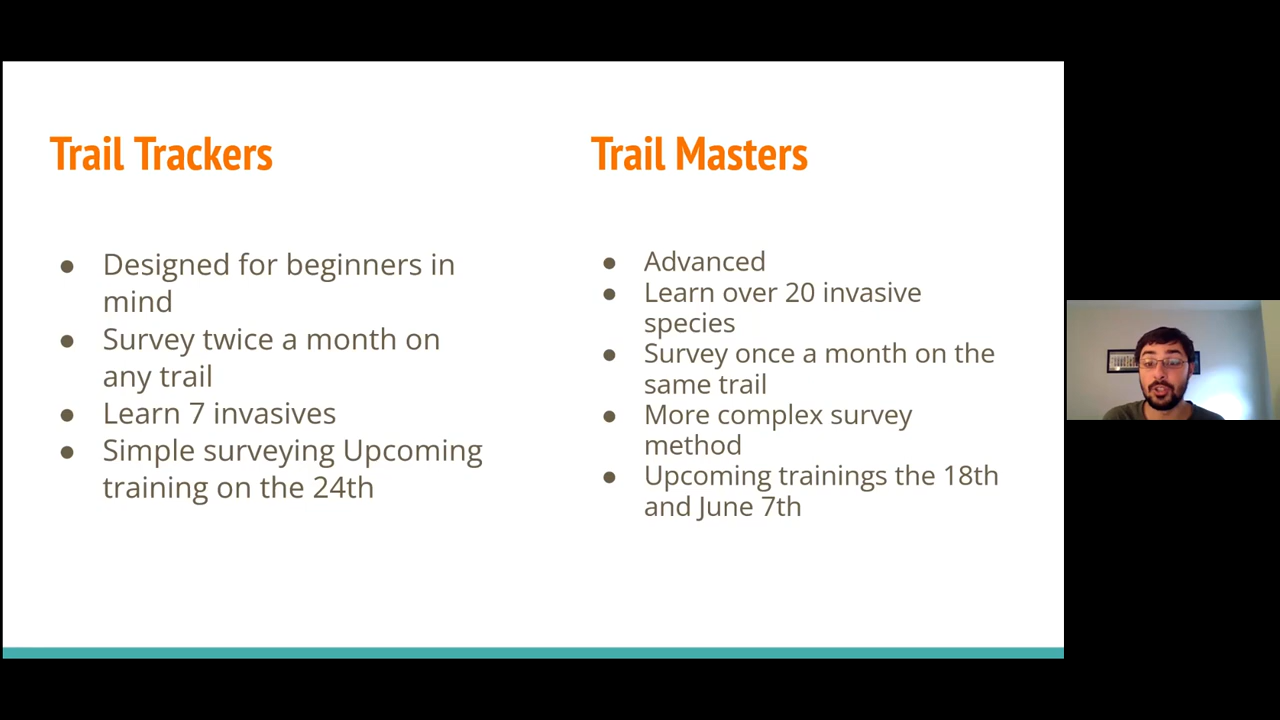 Trail Trackers
● Designed for beginners in
mind
● Survey twice a month on
any trail
● Learn 7 invasives
● Simple surveying Upcoming
training on the 24th
Trail Masters
● Advanced
● Learn over 20 invasive
species
● Survey once a month on the
same trail
● More complex survey
method
● Upcoming trainings the 18th
and June 7th